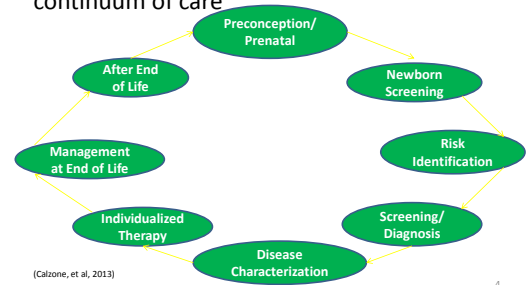 continuum of care
Preconception/
Prenatal
After End
of Life
Newborn
Screening
Management
at End of Life
Risk
Identification
Individualized
Therapy
Screening/
Diagnosis
Disease
Characterization
(Calzone, et al, 2013)